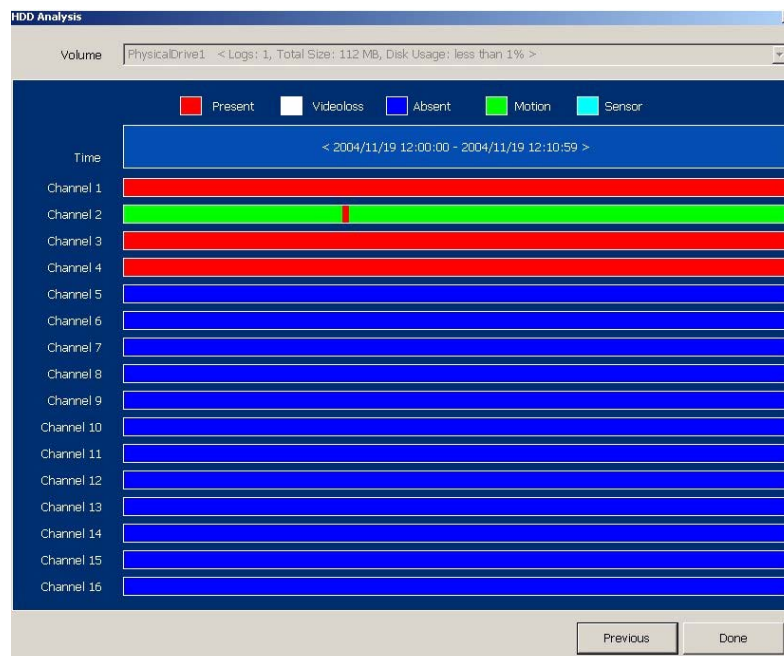 HDD Analysis
Volume PhysicalDrive1 < Logs: 1, Total Size: 112 MB, Disk Usage: less than 1% >
Present Videoloss Absent Motion Sensor
Time < 2004/11/19 12:00:00 - 2004/11/19 12:10:59 >
Channel 1
Channel 2
Channel 3
Channel 4
Channel 5
Channel 6
Channel 7
Channel 8
Channel 9
Channel 10
Channel 11
Channel 12
Channel 13
Channel 14
Channel 15
Channel 16
Previous Done